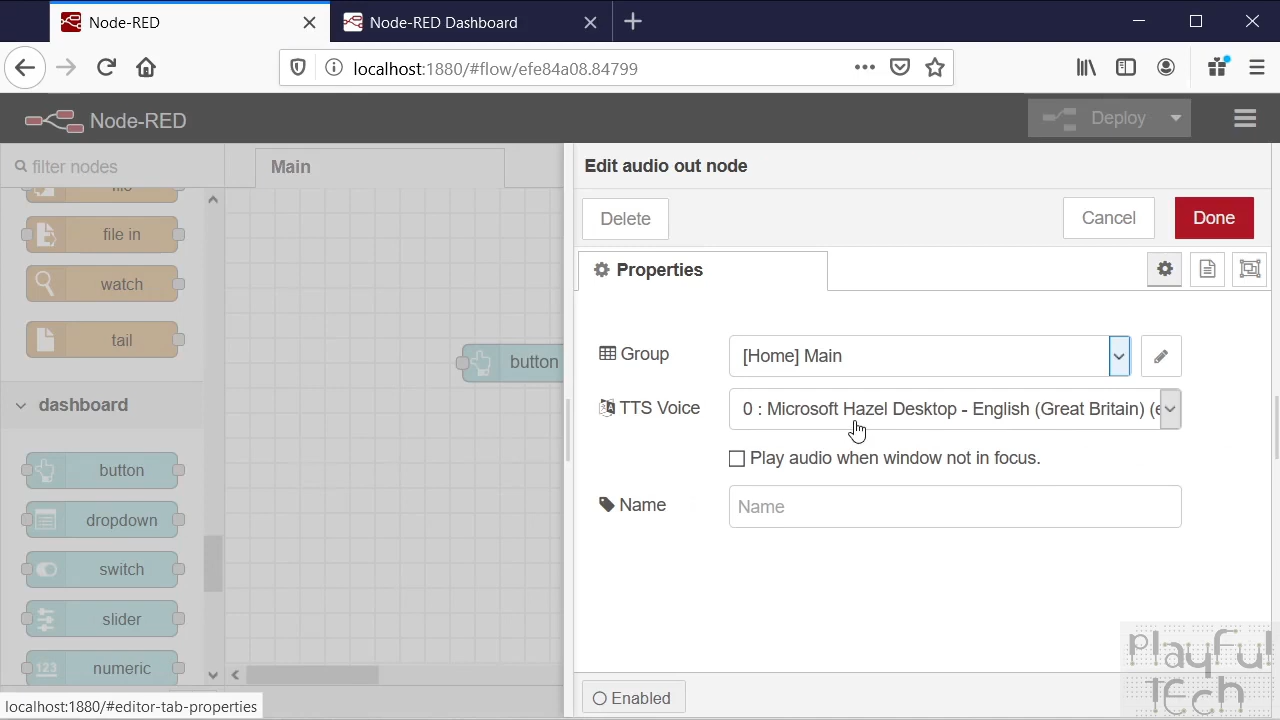 Node-RED
Node-RED Dashboard
localhost:1880/#flow/efe84a08.84799
Node-RED
Deploy
filter nodes
Main
Edit audio out node
file
Delete
Cancel
Done
file in
Properties
watch
tail
Group
[Home] Main
button
dashboard
TTS Voice
0 : Microsoft Hazel Desktop - English (Great Britain) (e
Play audio when window not in focus.
button
Name
Name
dropdown
switch
slider
123
numeric
playful
tech
Enabled
localhost:1880/#editor-tab-properties